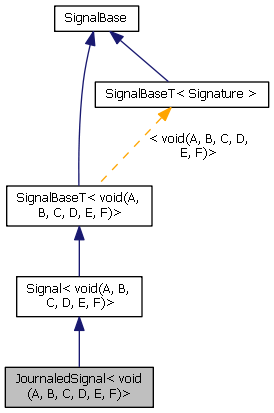 SignalBase
SignalBaseT< Signature >
< void(A, B, C, D,
E, F)>
SignalBaseT< void(A,
B, C, D, E, F)>
Signal< void(A, B,
C, D, E, F)>
JournaledSignal< void
(A, B, C, D, E, F)>